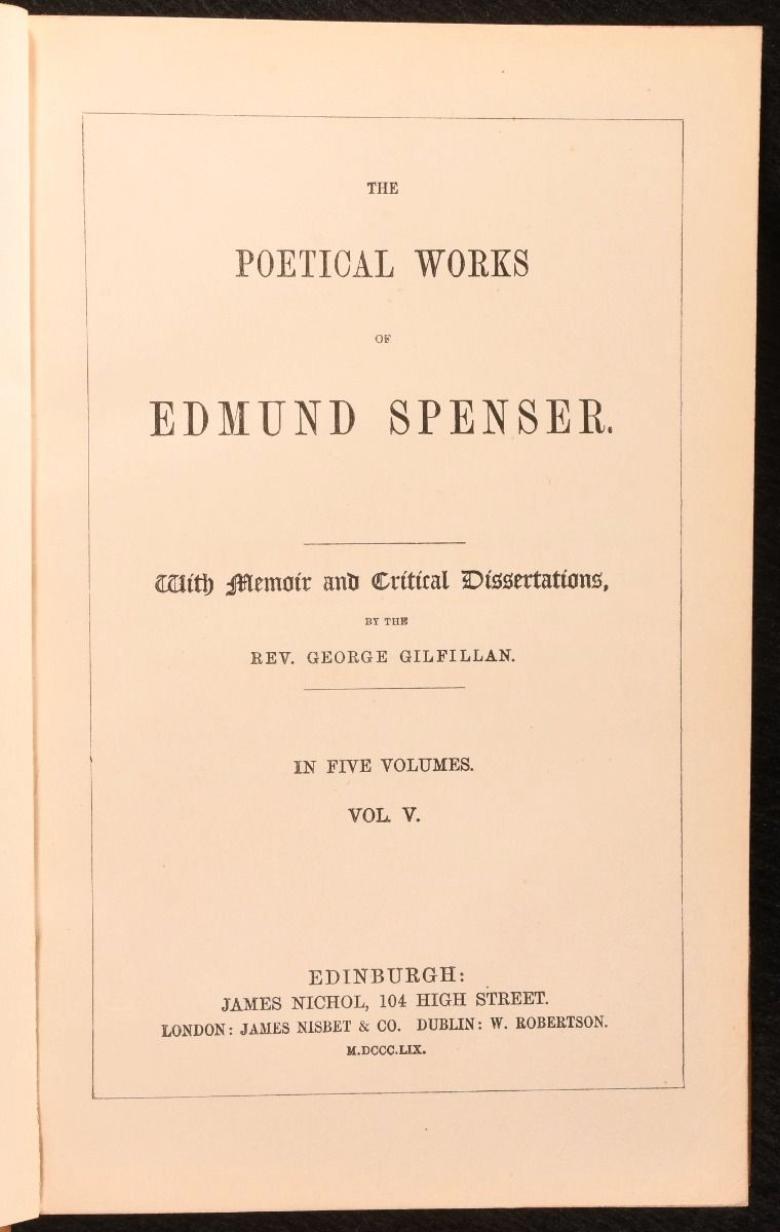 THE
POETICAL WORKS
OF
EDMUND SPENSER.
With Memoir and Critical Dissertations,
BY THE
REV. GEORGE GILFILLAN.
IN FIVE VOLUMES.
VOL. V.
EDINBURGH:
JAMES NICHOL, 104 HIGH STREET.
LONDON: JAMES NISBET & CO. DUBLIN: W. ROBERTSON.
M.DCCC.LIX.